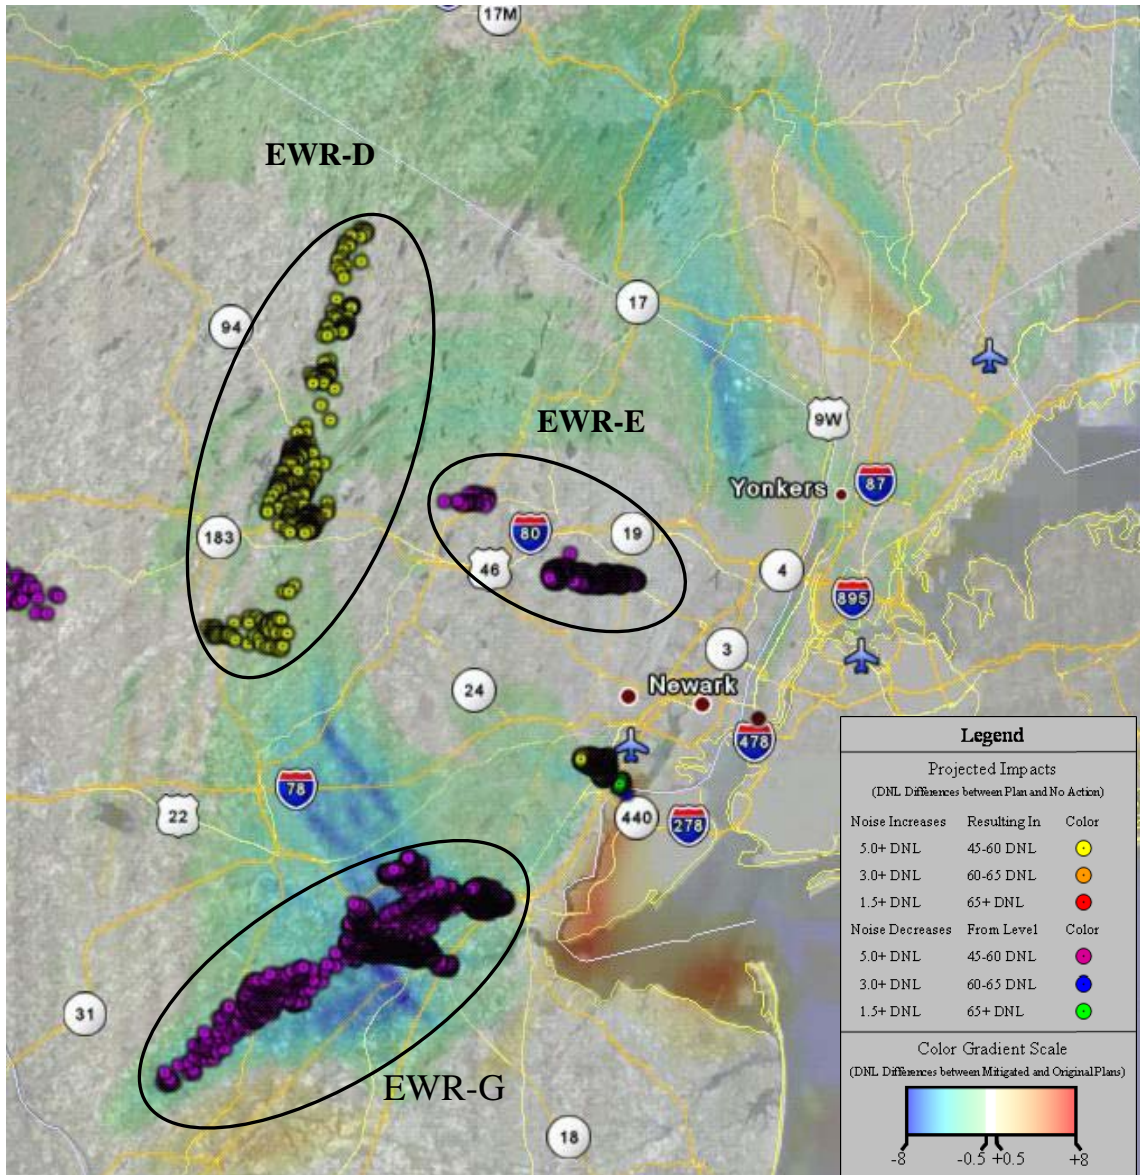 17M
EWR-D
94
17
9W
EWR-E
Yonkers
87
183
80
19
46
4
895
3
24
Newark
478
78
22
440
278
31
EWR-G
18
Legend
Projected Impacts
(DNL Differences between Plan and No Action)
Noise Increases Resulting In Color
5.0+ DNL 45-60 DNL
3.0+ DNL 60-65 DNL
1.5+ DNL 65+ DNL
Noise Decreases From Level Color
5.0+ DNL 45-60 DNL
3.0+ DNL 60-65 DNL
1.5+ DNL 65+ DNL
Color Gradient Scale
(DNL Differences between Mitigated and Original Plans)
-8 -0.5 +0.5 +8